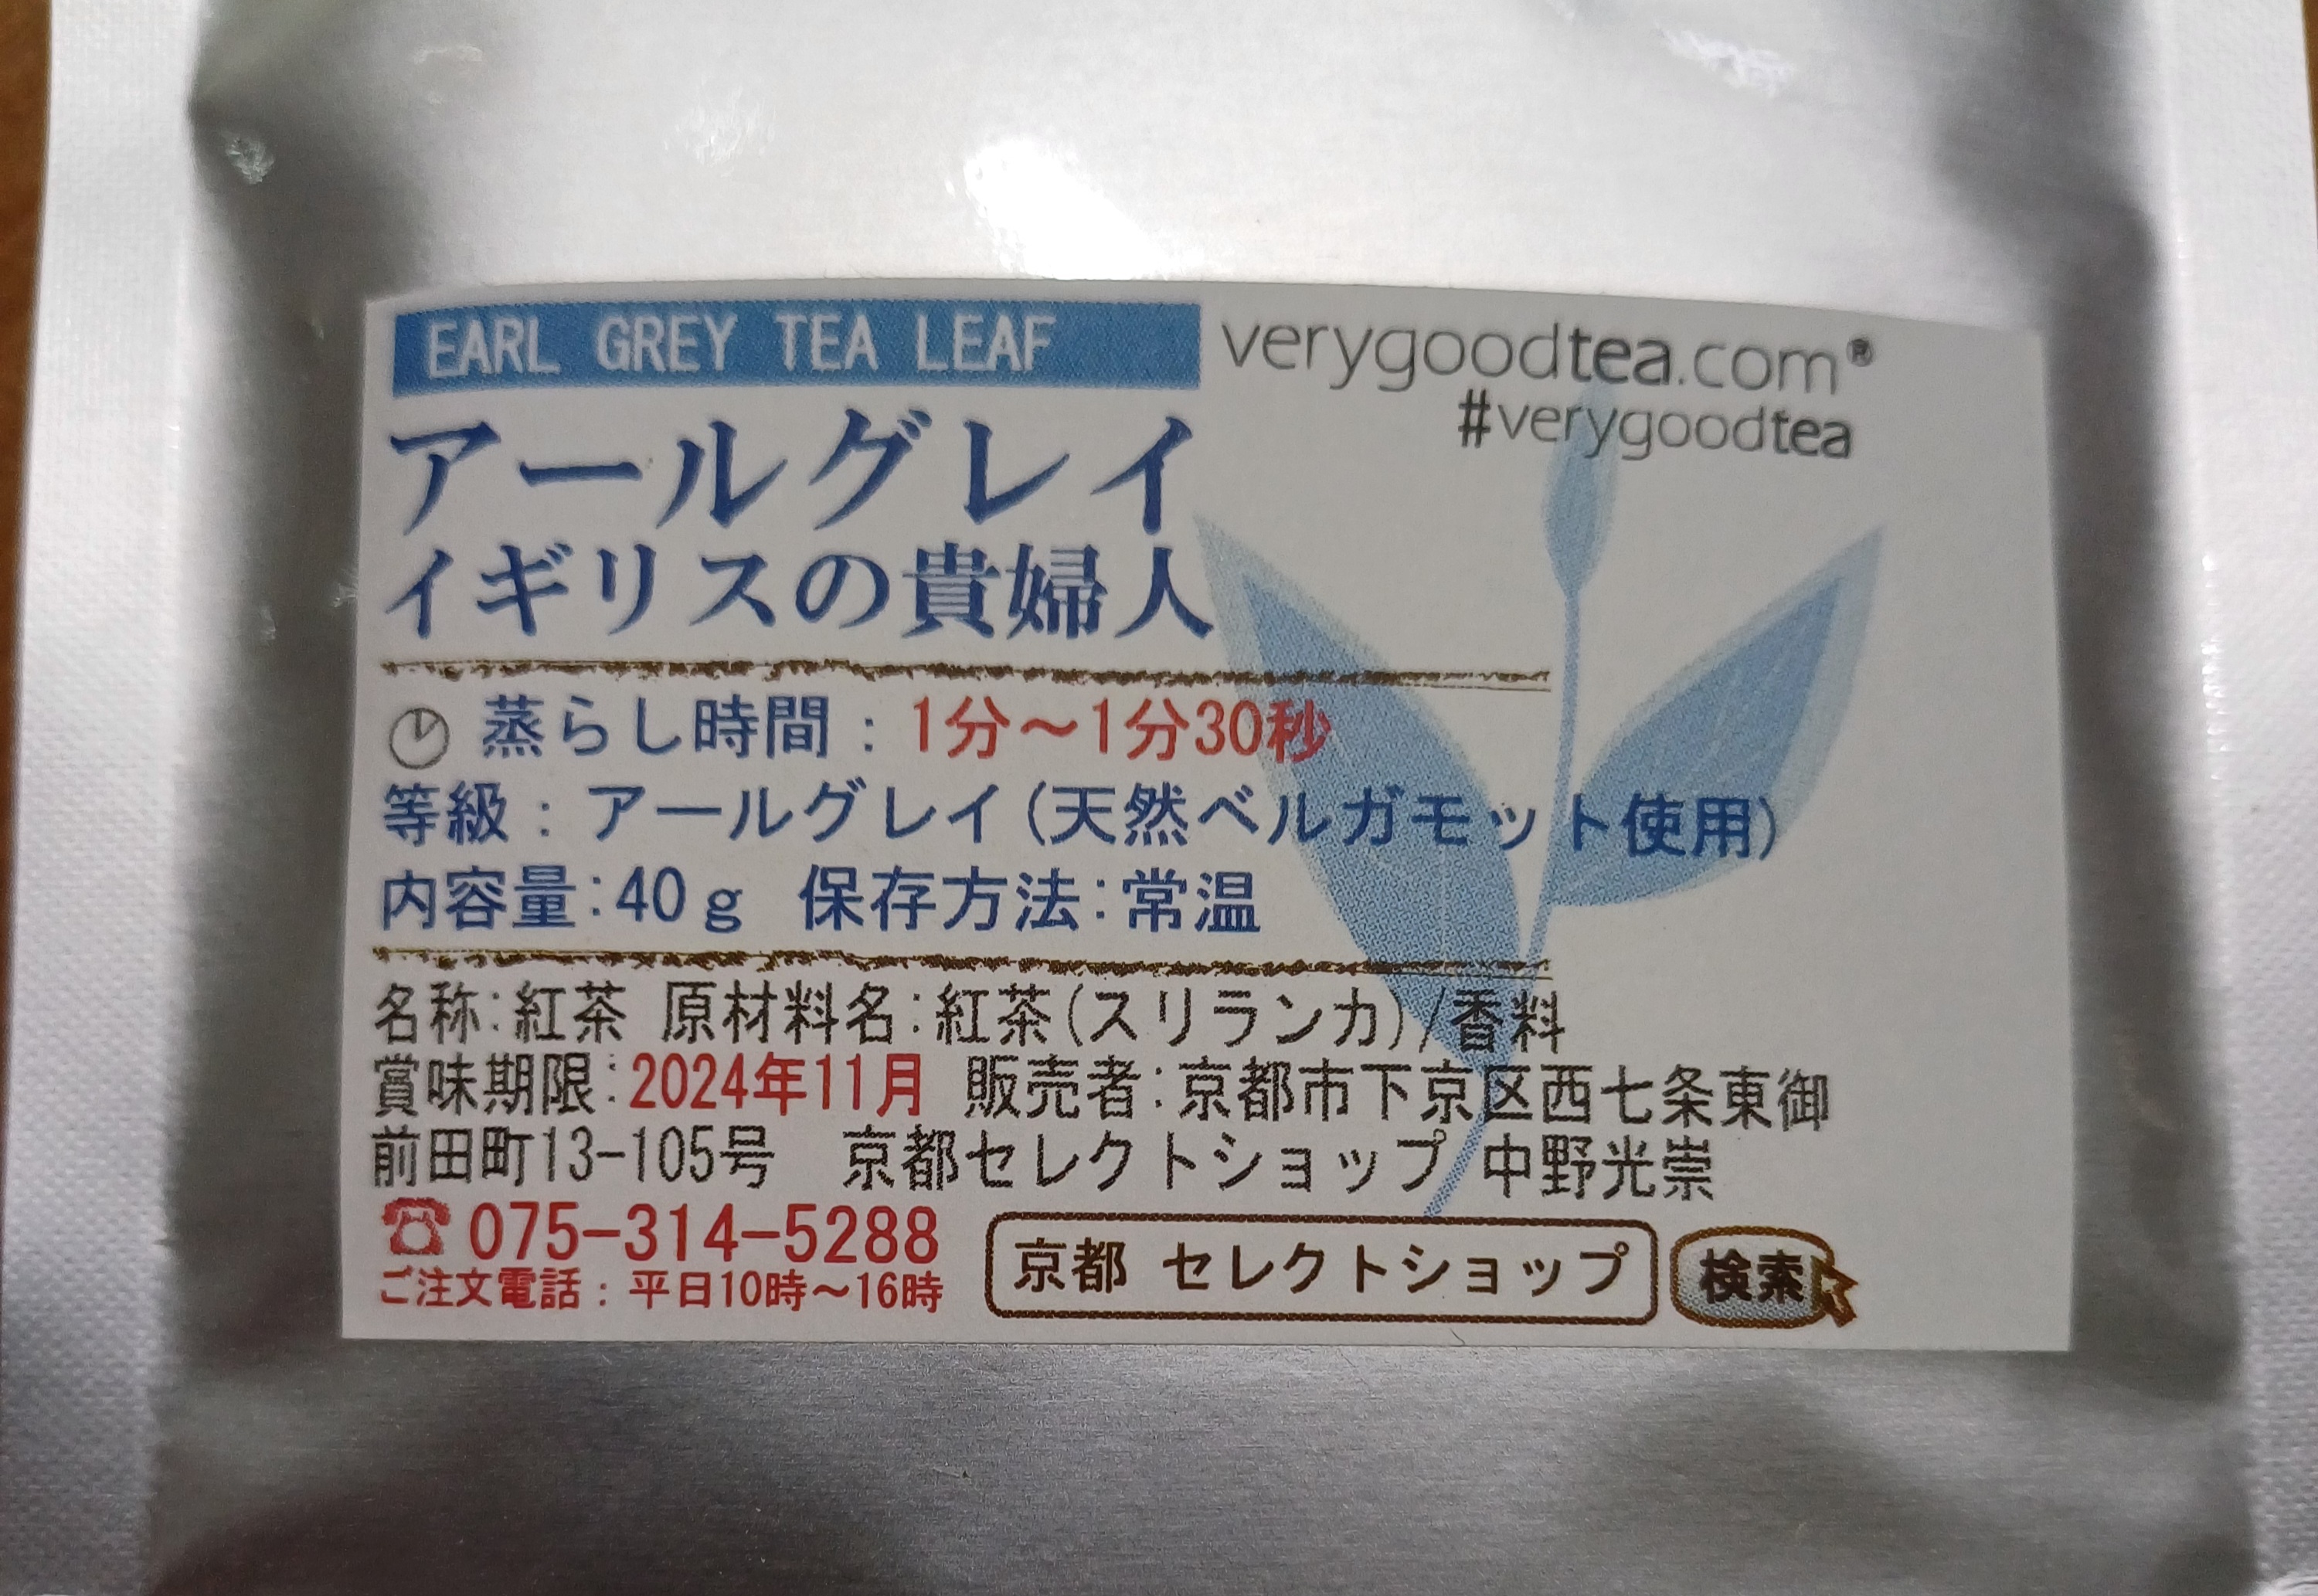 EARL GREY TEA LEAF
verygoodtea.com®
#verygoodtea
アールグレイ
イギリスの貴婦人
蒸らし時間：1分～1分30秒
等級：アールグレイ(天然ベルガモット使用)
内容量:40g 保存方法:常温
名称:紅茶 原材料名:紅茶(スリランカ)/香料
賞味期限:2024年11月 販売者:京都市下京区西七条東御
前田町13-105号 京都セレクトショップ 中野光崇
☎075-314-5288
ご注文電話：平日10時～16時
京都 セレクトショップ 検索